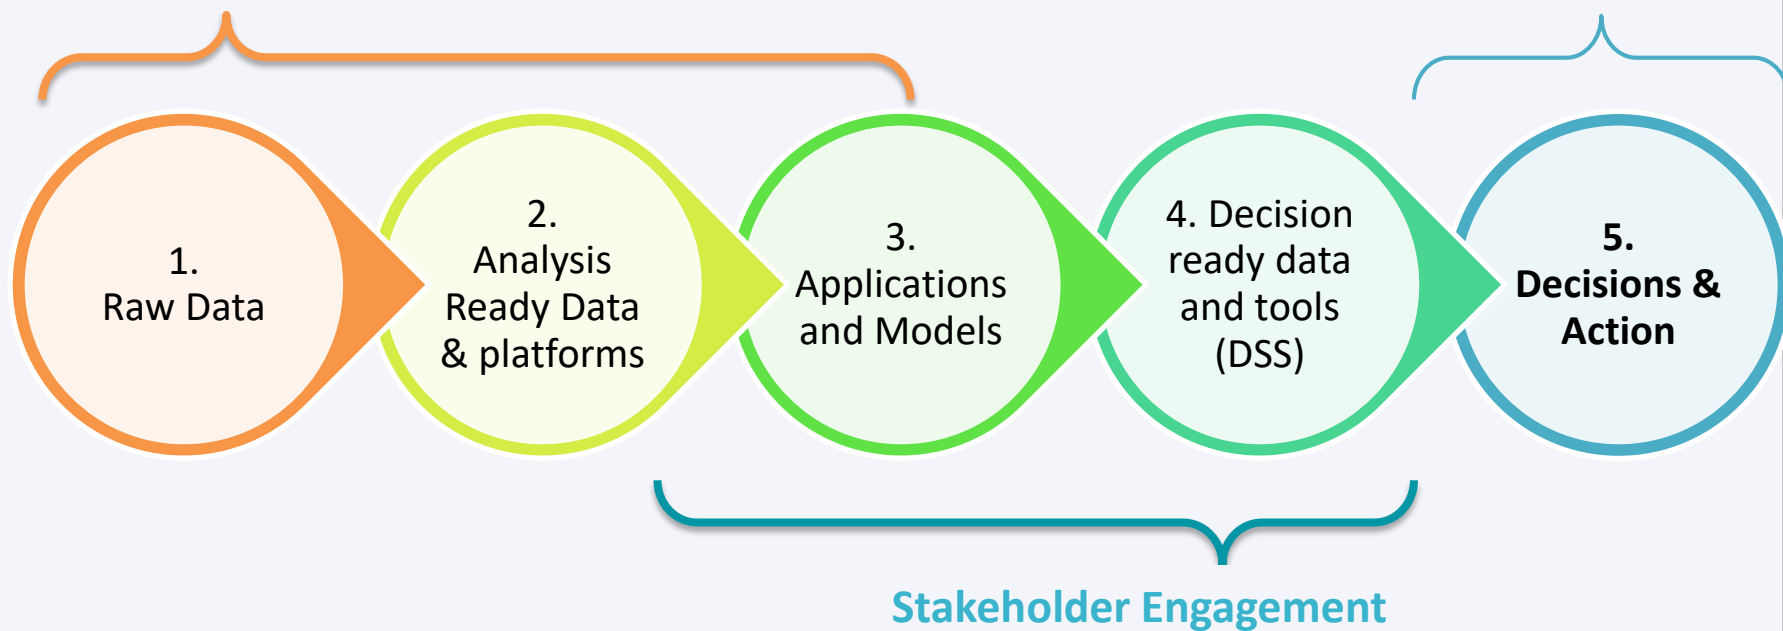 1.
Raw Data
2.
Analysis
Ready Data
& platforms
3.
Applications
and Models
4. Decision
ready data
and tools
(DSS)
5.
Decisions &
Action
Stakeholder Engagement